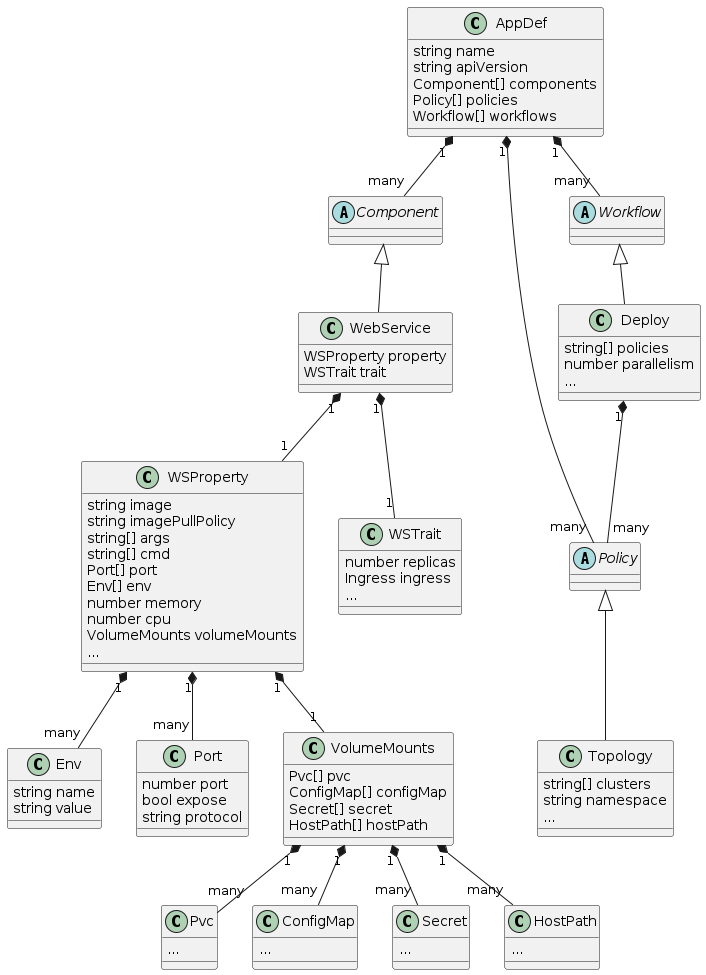 C AppDef
string name
string apiVersion
Component[] components
Policy[] policies
Workflow[] workflows
1
1
1
many
many
A Component
A Workflow
C WebService
WSProperty property
WSTrait trait
C Deploy
string[] policies
number parallelism
...
1
1
1
1
1
many
many
C WSProperty
string image
string imagePullPolicy
string[] args
string[] cmd
Port[] port
Env[] env
number memory
number cpu
VolumeMounts volumeMounts
...
C WSTrait
number replicas
Ingress ingress
...
A Policy
1
1
1
many
many
1
C Env
string name
string value
C Port
number port
bool expose
string protocol
C VolumeMounts
Pvc[] pvc
ConfigMap[] configMap
Secret[] secret
HostPath[] hostPath
C Topology
string[] clusters
string namespace
...
1
1
1
1
many
many
many
many
C Pvc
...
C ConfigMap
...
C Secret
...
C HostPath
...